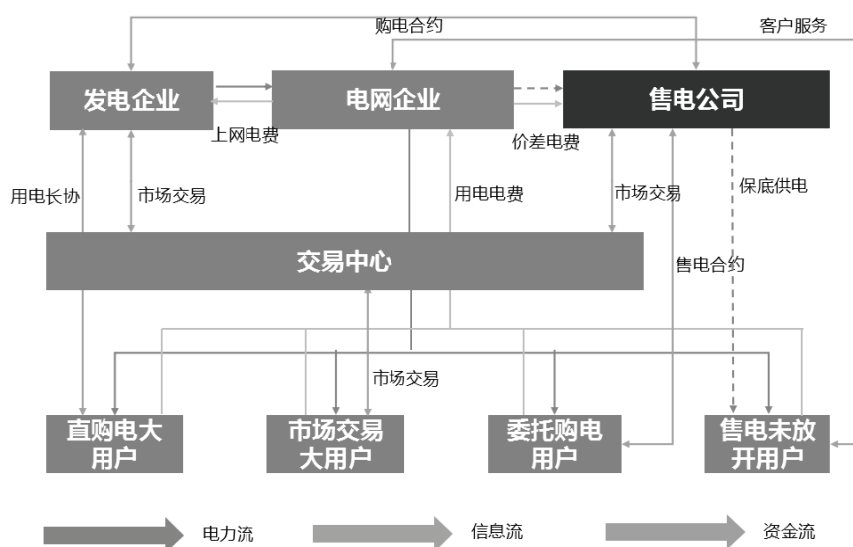 购电合约
客户服务
发电企业
电网企业
售电公司
上网电费
价差电费
用电长协
市场交易
用电电费
市场交易
保底供电
交易中心
售电合约
市场交易
直购电大
用户
市场交易
大用户
委托购电
用户
售电未放
开用户
电力流
信息流
资金流